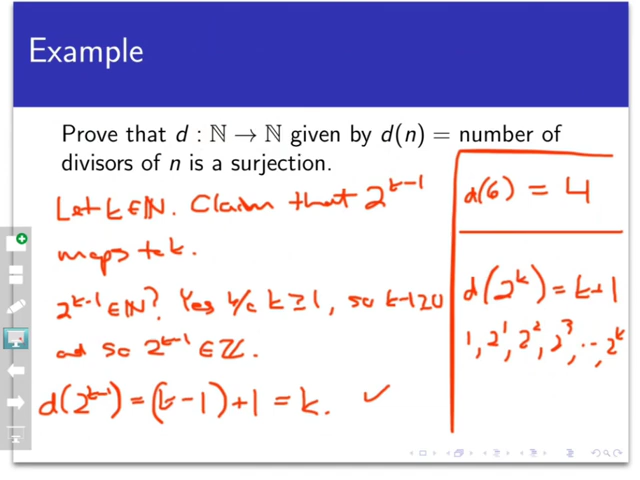 Example
Prove that d : ℕ → ℕ given by d(n) = number of
divisors of n is a surjection.
Let k ∈ ℕ. Claim that 2^{k-1}
maps to k.
2^{k-1} ∈ ℕ? Yes b/c k ≥ 1, so k-1 ≥ 0
and so 2^{k-1} ∈ ℤ.
d(2^{k-1}) = (k-1)+1 = k. ✓
d(6) = 4
d(2^k) = k+1
1, 2^1, 2^2, 2^3, ..., 2^k